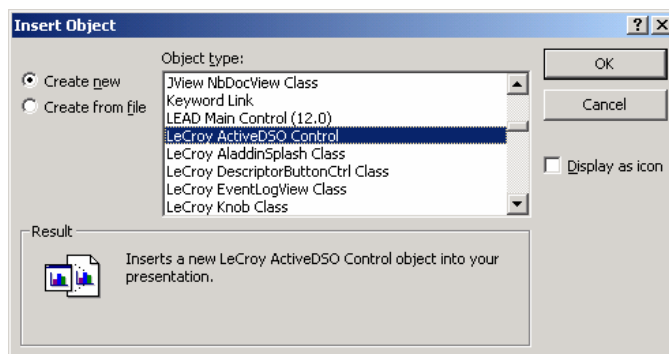 Insert Object
Object type:
Create new
Create from file
JView NbDocView Class
Keyword Link
LEAD Main Control (12.0)
LeCroy ActiveDSO Control
LeCroy AladdinSplash Class
LeCroy DescriptorButtonCtrl Class
LeCroy EventLogView Class
LeCroy Knob Class
OK
Cancel
Display as icon
Result
Inserts a new LeCroy ActiveDSO Control object into your
presentation.